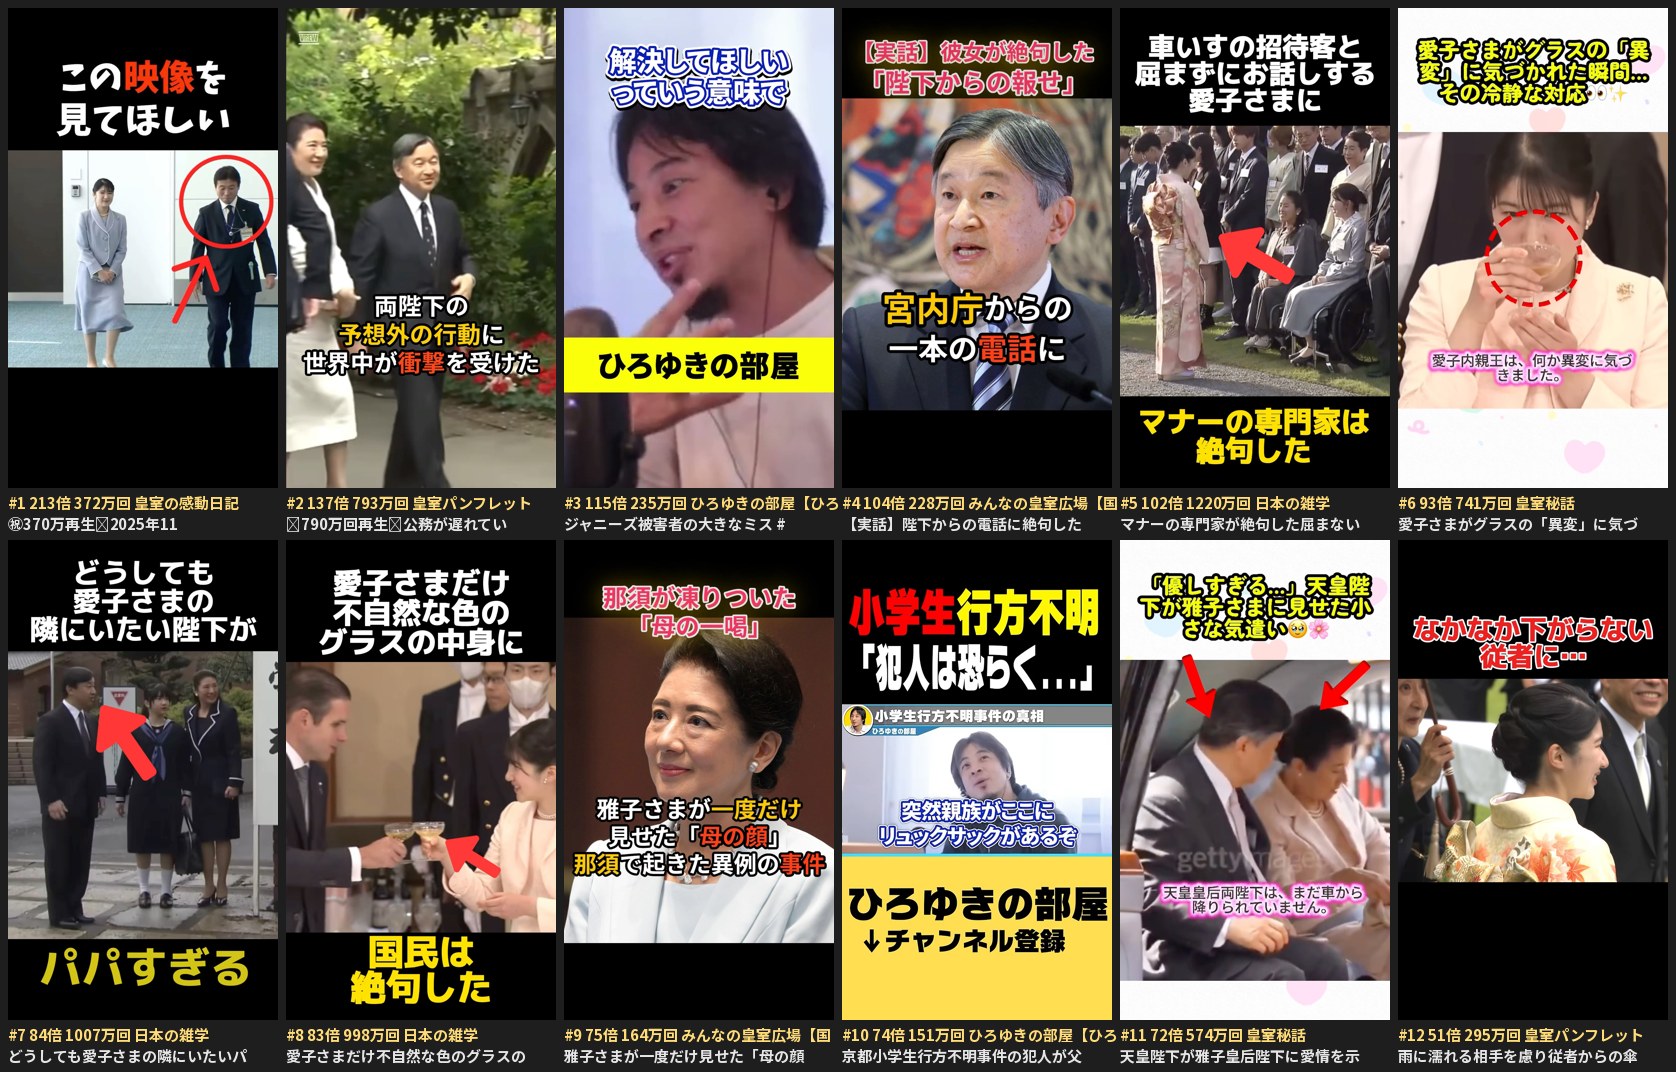 この映像を
見てほしい
#1 213倍 372万回 皇室の感動日記
㊗370万再生 2025年11
両陛下の
予想外の行動に
世界中が衝撃を受けた
#2 137倍 793万回 皇室パンフレット
790万回再生 公務が遅れてい
解決してほしい
っていう意味で
ひろゆきの部屋
#3 115倍 235万回 ひろゆきの部屋【ひろ
ジャニーズ被害者の大きなミス #
【実話】彼女が絶句した
「陛下からの報せ」
宮内庁からの
一本の電話に
#4 104倍 228万回 みんなの皇室広場【国
【実話】陛下からの電話に絶句した
車いすの招待客と
屈まずにお話しする
愛子さまに
マナーの専門家は
絶句した
#5 102倍 1220万回 日本の雑学
マナーの専門家が絶句した屈まない
愛子さまがグラスの「異
変」に気づかれた瞬間...
その冷静な対応👀✨
愛子内親王は、何か異変に気づ
きました。
#6 93倍 741万回 皇室秘話
愛子さまがグラスの「異変」に気づ
どうしても
愛子さまの
隣にいたい陛下が
パパすぎる
#7 84倍 1007万回 日本の雑学
どうしても愛子さまの隣にいたいパ
愛子さまだけ
不自然な色の
グラスの中身に
国民は
絶句した
#8 83倍 998万回 日本の雑学
愛子さまだけ不自然な色のグラスの
那須が凍りついた
「母の一喝」
雅子さまが一度だけ
見せた「母の顔」
那須で起きた異例の事件
#9 75倍 164万回 みんなの皇室広場【国
雅子さまが一度だけ見せた「母の顔
小学生行方不明
「犯人は恐らく...」
小学生行方不明事件の真相
ひろゆきの部屋
突然親族がここに
リュックサックがあるぞ
ひろゆきの部屋
↓チャンネル登録
#10 74倍 151万回 ひろゆきの部屋【ひろ
京都小学生行方不明事件の犯人が父
「優しすぎる...」天皇陛
下が雅子さまに見せた小
さな気遣い🥹🌸
gettyimages
天皇皇后両陛下は、まだ車から
降りられていません。
#11 72倍 574万回 皇室秘話
天皇陛下が雅子皇后陛下に愛情を示
なかなか下がらない
従者に…
#12 51倍 295万回 皇室パンフレット
雨に濡れる相手を慮り従者からの傘